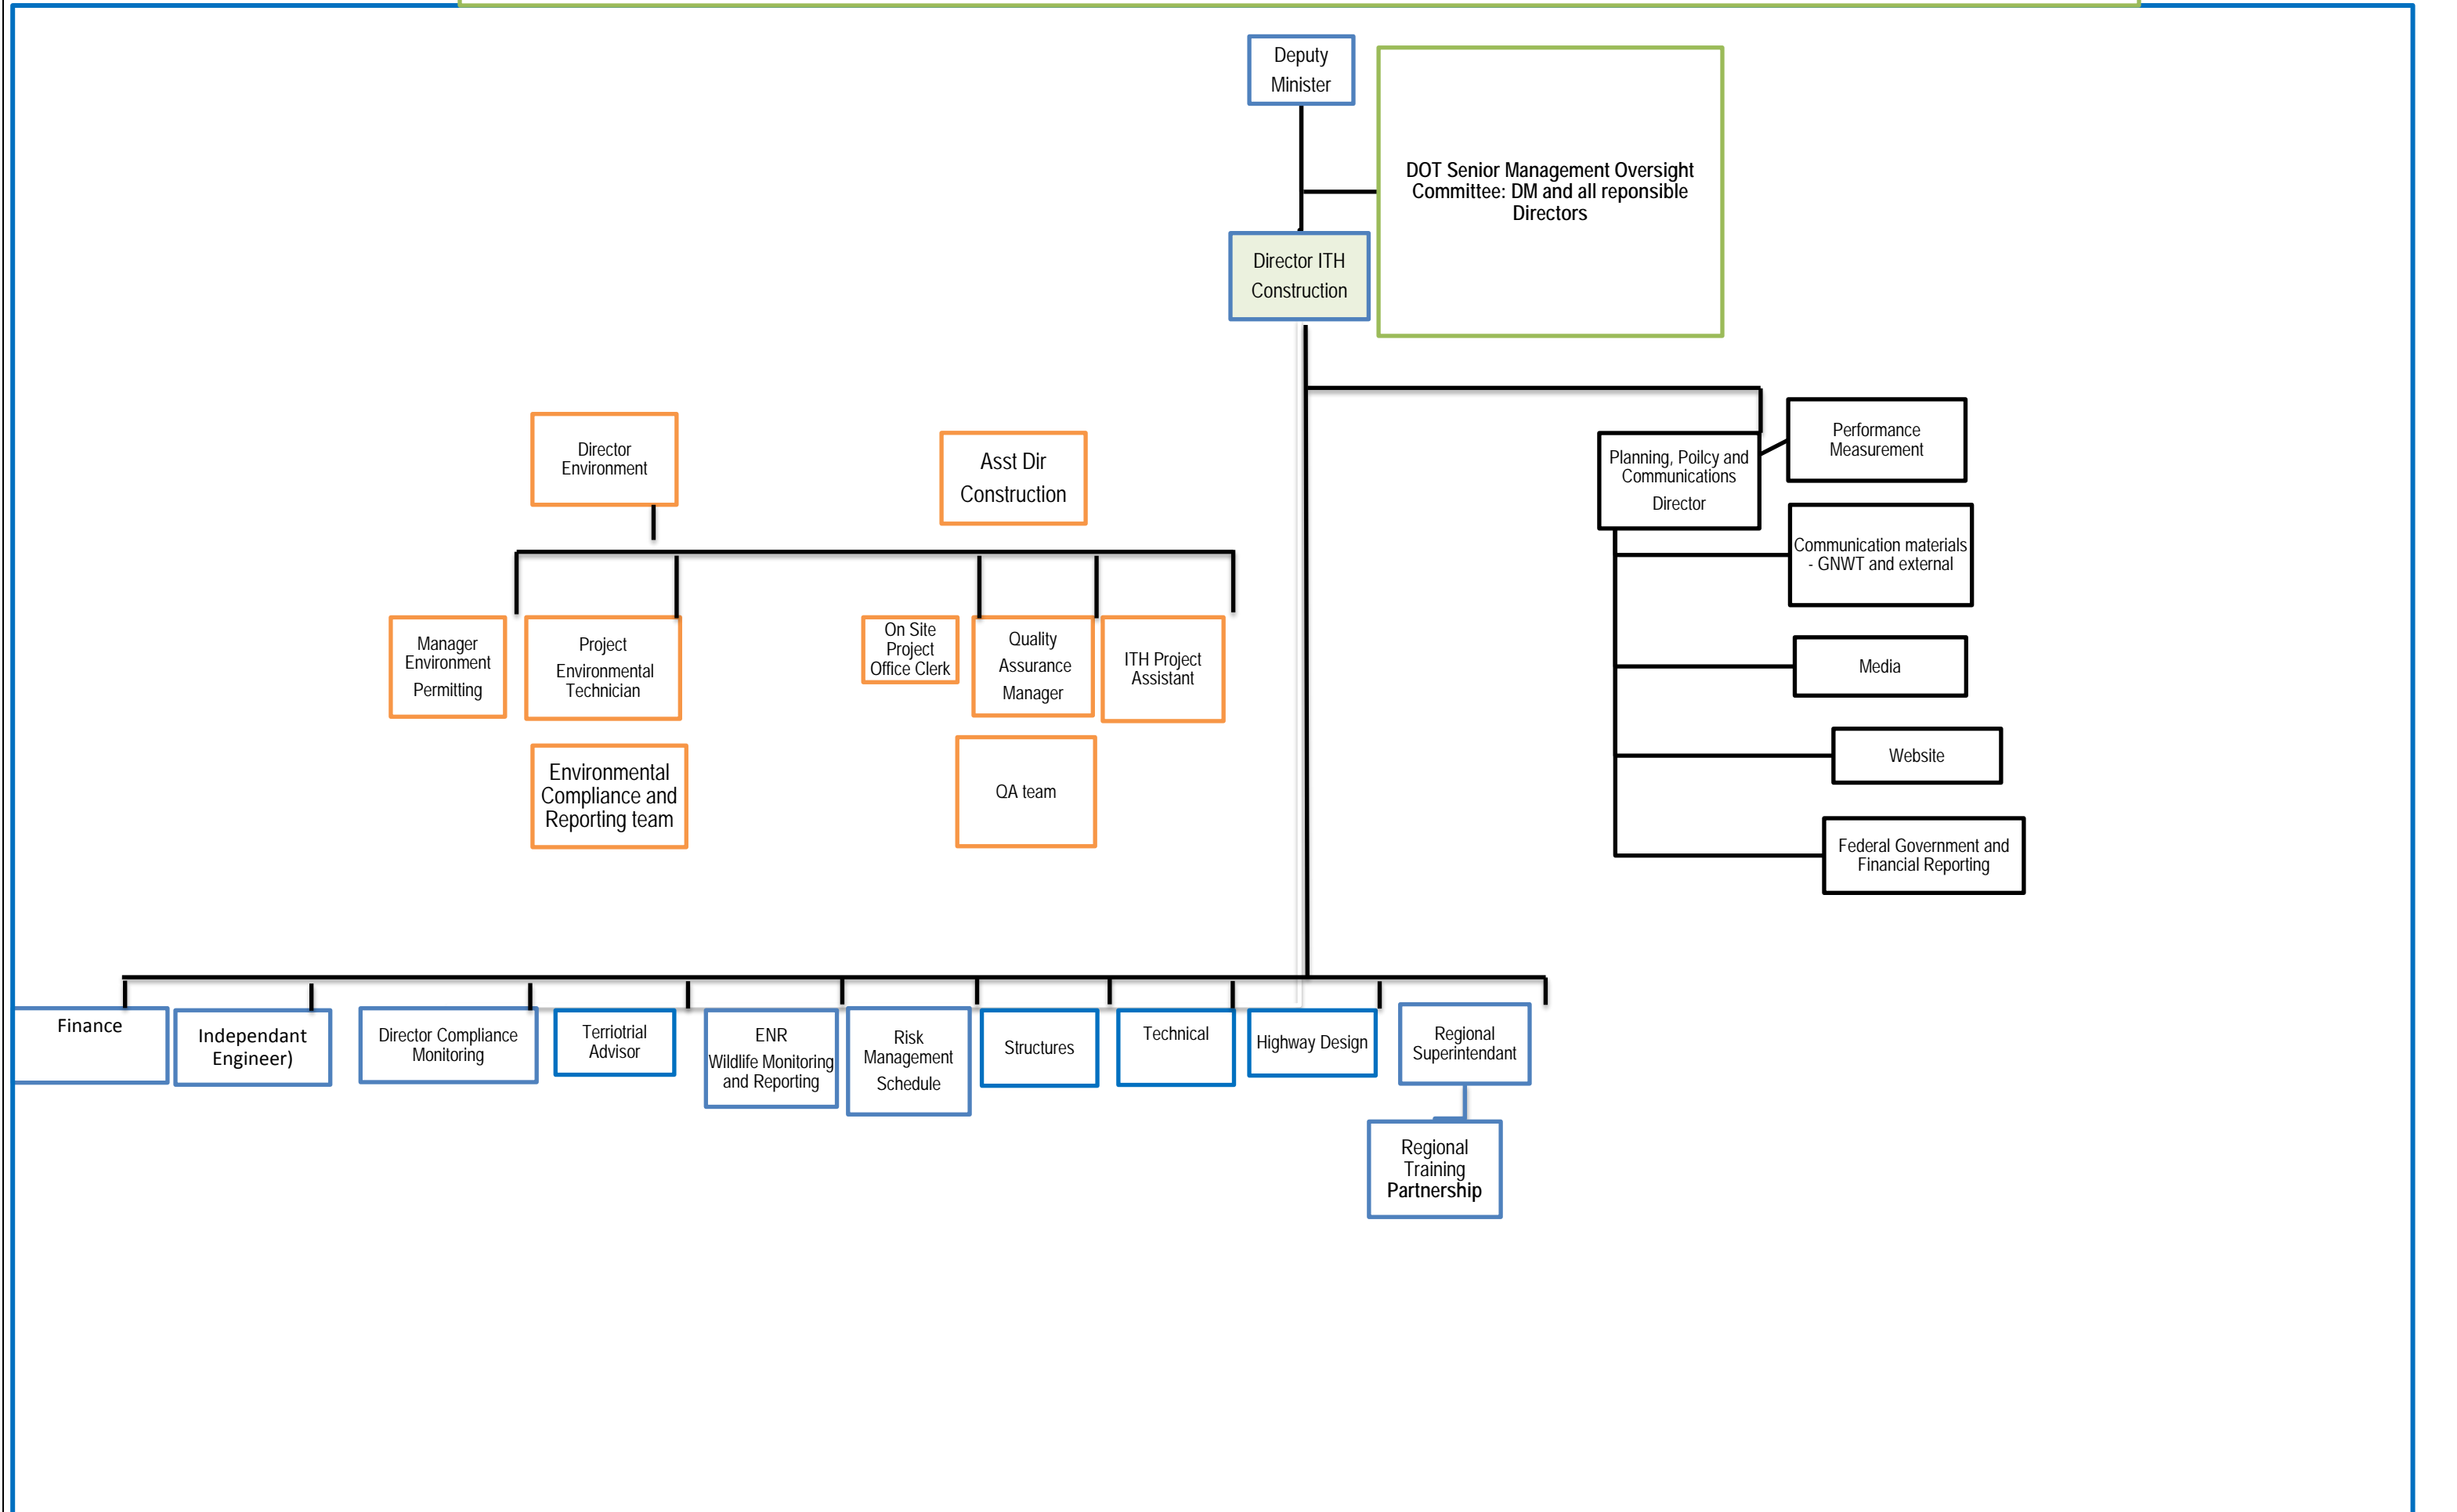 Deputy
Minister
DOT Senior Management Oversight
Committee: DM and all reponsible
Directors
Director ITH
Construction
Director
Environment
Asst Dir
Construction
Planning, Poilcy and
Communications
Director
Performance
Measurement
Communication materials
- GNWT and external
Media
Website
Federal Government and
Financial Reporting
Manager
Environment
Permitting
Project
Environmental
Technician
On Site
Project
Office Clerk
Quality
Assurance
Manager
ITH Project
Assistant
Environmental
Compliance and
Reporting team
QA team
Finance
Independant
Engineer)
Director Compliance
Monitoring
Terriotrial
Advisor
ENR
Wildlife Monitoring
and Reporting
Risk
Management
Schedule
Structures
Technical
Highway Design
Regional
Superintendant
Regional
Training
Partnership